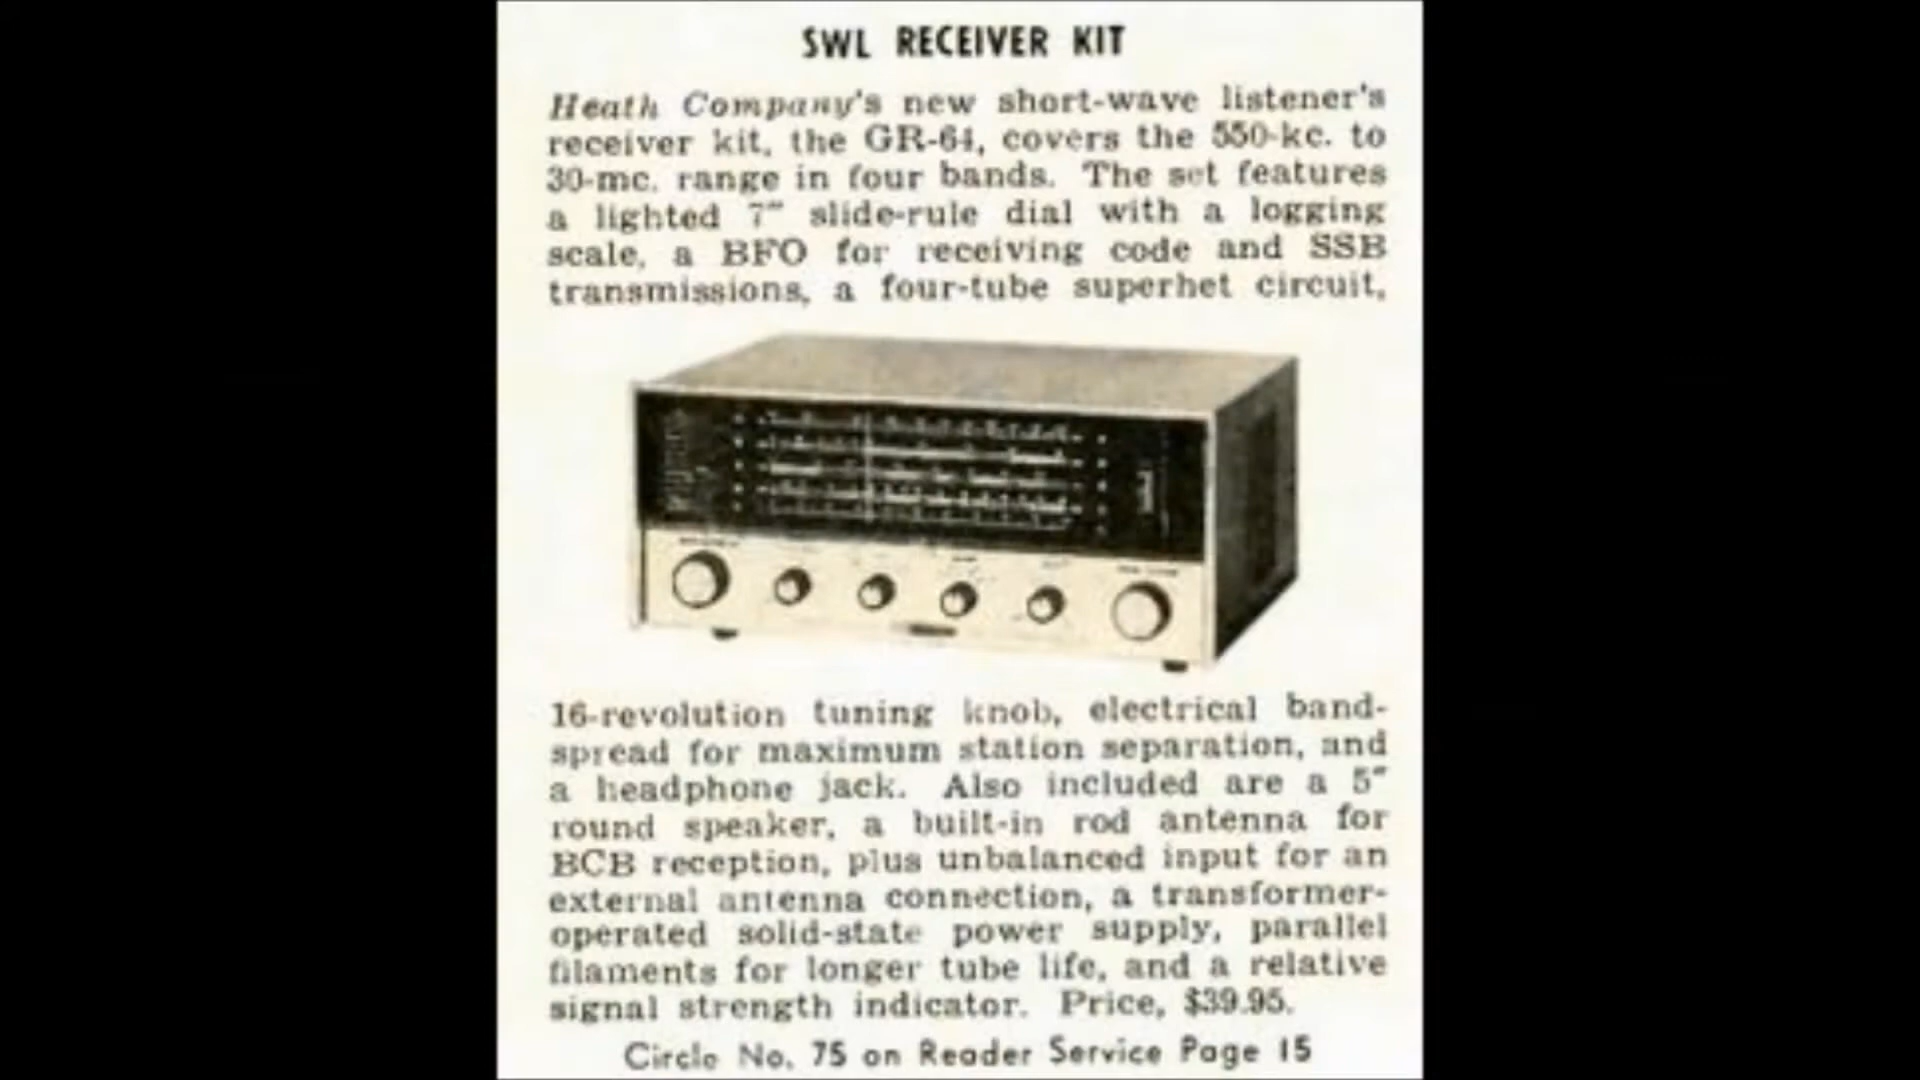 SWL RECEIVER KIT
Heath Company's new short-wave listener's
receiver kit, the GR-64, covers the 550-kc. to
30-mc. range in four bands. The set features
a lighted 7" slide-rule dial with a logging
scale, a BFO for receiving code and SSB
transmissions, a four-tube superhet circuit,
16-revolution tuning knob, electrical band-
spread for maximum station separation, and
a headphone jack. Also included are a 5"
round speaker, a built-in rod antenna for
BCB reception, plus unbalanced input for an
external antenna connection, a transformer-
operated solid-state power supply, parallel
filaments for longer tube life, and a relative
signal strength indicator. Price, $39.95.
Circle No. 75 on Reader Service Page 15